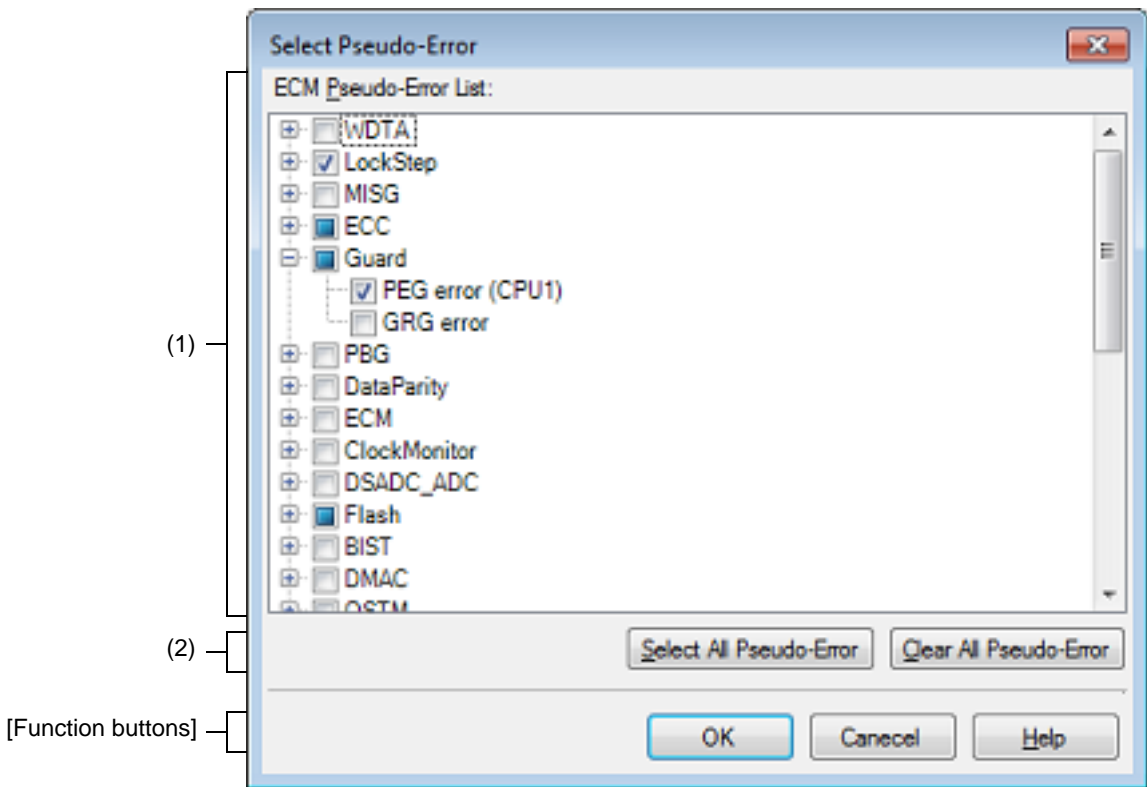 Select Pseudo-Error
ECM Pseudo-Error List:
WDTA
LockStep
MISG
ECC
Guard
PEG error (CPU1)
GRG error
(1)
PBG
DataParity
ECM
ClockMonitor
DSADC_ADC
Flash
BIST
DMAC
OSTM
(2)
Select All Pseudo-Error
Clear All Pseudo-Error
[Function buttons]
OK
Canecel
Help